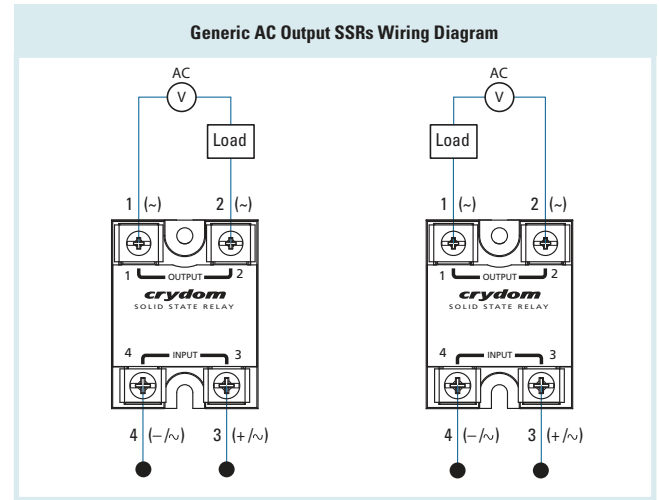 Generic AC Output SSRs Wiring Diagram
AC
V
Load
1 (~) 2 (~)
1 OUTPUT 2
crydom
SOLID STATE RELAY
4 INPUT 3
4 (−/~) 3 (+/~)
AC
V
Load
1 (~) 2 (~)
1 OUTPUT 2
crydom
SOLID STATE RELAY
4 INPUT 3
4 (−/~) 3 (+/~)